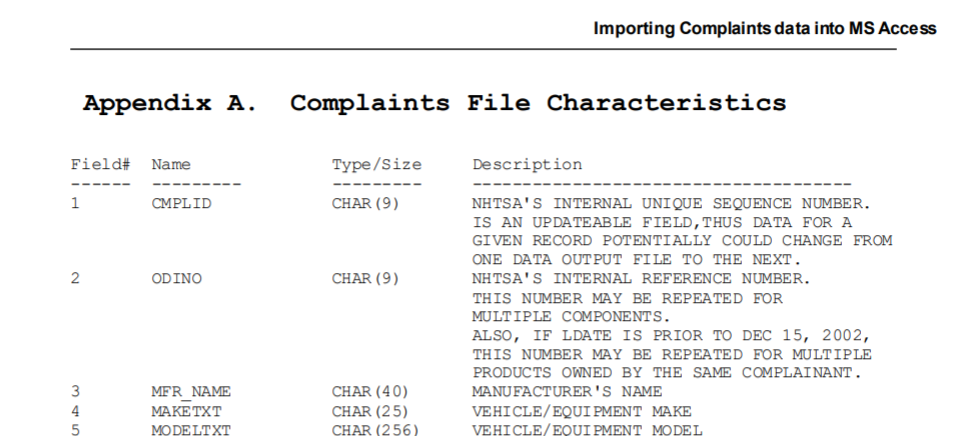 Importing Complaints data into MS Access
Appendix A.  Complaints File Characteristics
Field#  Name  Type/Size  Description
------  ---------  ---------  --------------------------------------
1  CMPLID  CHAR(9)  NHTSA'S INTERNAL UNIQUE SEQUENCE NUMBER.
IS AN UPDATEABLE FIELD,THUS DATA FOR A
GIVEN RECORD POTENTIALLY COULD CHANGE FROM
ONE DATA OUTPUT FILE TO THE NEXT.
2  ODINO  CHAR(9)  NHTSA'S INTERNAL REFERENCE NUMBER.
THIS NUMBER MAY BE REPEATED FOR
MULTIPLE COMPONENTS.
ALSO, IF LDATE IS PRIOR TO DEC 15, 2002,
THIS NUMBER MAY BE REPEATED FOR MULTIPLE
PRODUCTS OWNED BY THE SAME COMPLAINANT.
3  MFR_NAME  CHAR(40)  MANUFACTURER'S NAME
4  MAKETXT  CHAR(25)  VEHICLE/EQUIPMENT MAKE
5  MODELTXT  CHAR(256)  VEHICLE/EQUIPMENT MODEL